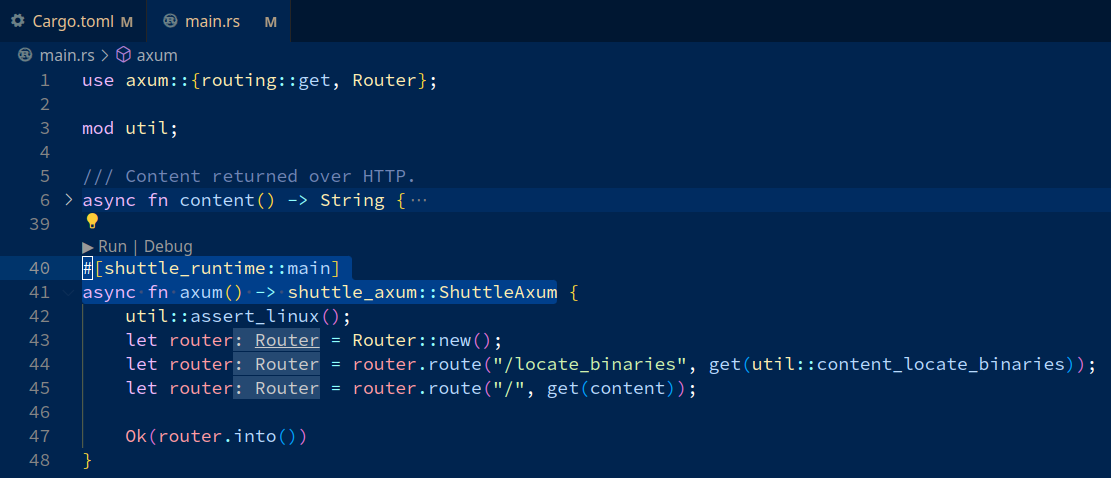 Cargo.toml M main.rs M
main.rs > axum
1 use axum::{routing::get, Router};
2
3 mod util;
4
5 /// Content returned over HTTP.
6 > async fn content() -> String { ···
39
▶ Run | Debug
40 #[shuttle_runtime::main]
41 async fn axum() -> shuttle_axum::ShuttleAxum {
42     util::assert_linux();
43     let router: Router = Router::new();
44     let router: Router = router.route("/locate_binaries", get(util::content_locate_binaries));
45     let router: Router = router.route("/", get(content));
46
47     Ok(router.into())
48 }